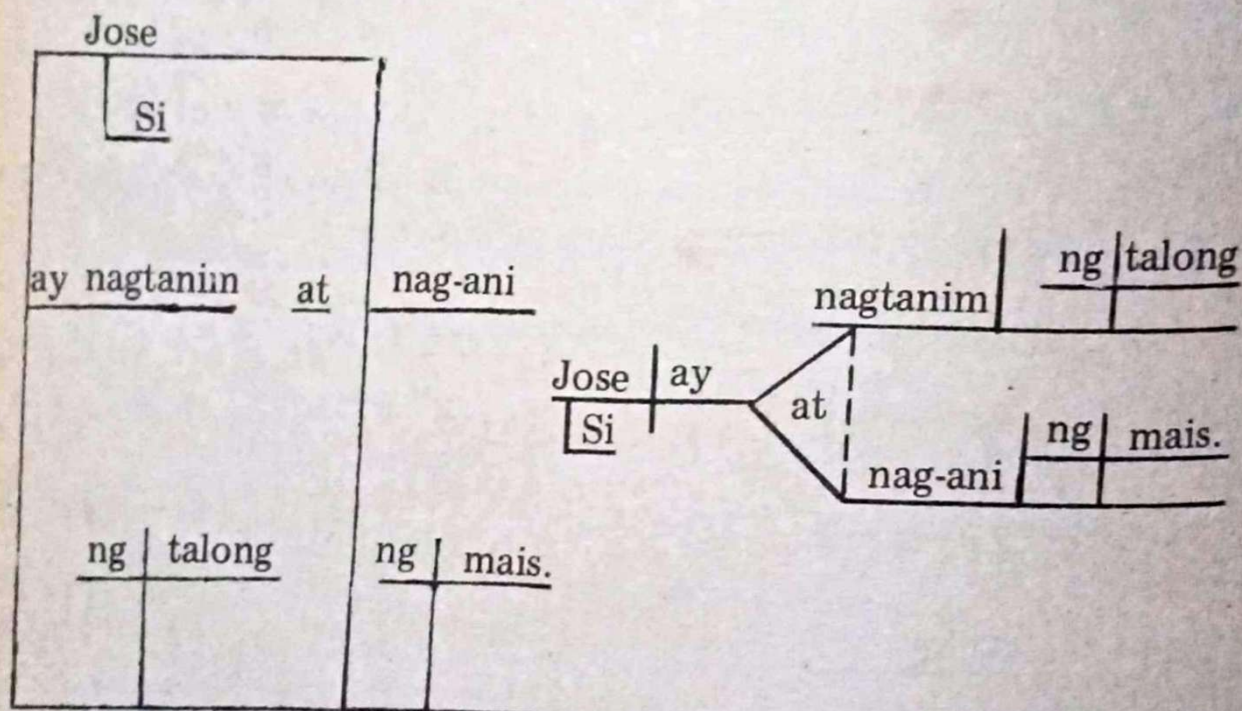 Jose
Si
ay nagtanim at nag-ani
ng talong ng mais.
Jose ay
Si
at
nagtanim ng talong
nag-ani ng mais.